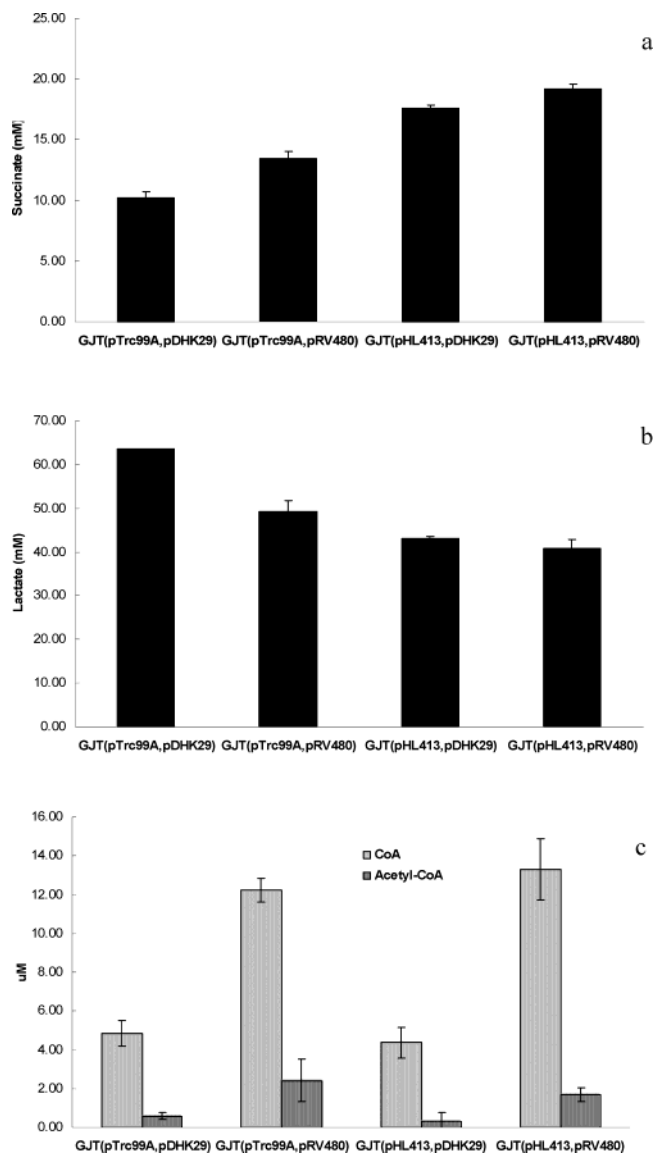 a
25.00
20.00
15.00
10.00
5.00
0.00
Succinate (mM)
GJT(pTrc99A,pDHK29) GJT(pTrc99A,pRV480) GJT(pHL413,pDHK29) GJT(pHL413,pRV480)
b
70.00
60.00
50.00
40.00
30.00
20.00
10.00
0.00
Lactate (mM)
GJT(pTrc99A,pDHK29) GJT(pTrc99A,pRV480) GJT(pHL413,pDHK29) GJT(pHL413,pRV480)
c
CoA
Acetyl-CoA
16.00
14.00
12.00
10.00
8.00
6.00
4.00
2.00
0.00
uM
GJT(pTrc99A,pDHK29) GJT(pTrc99A,pRV480) GJT(pHL413,pDHK29) GJT(pHL413,pRV480)